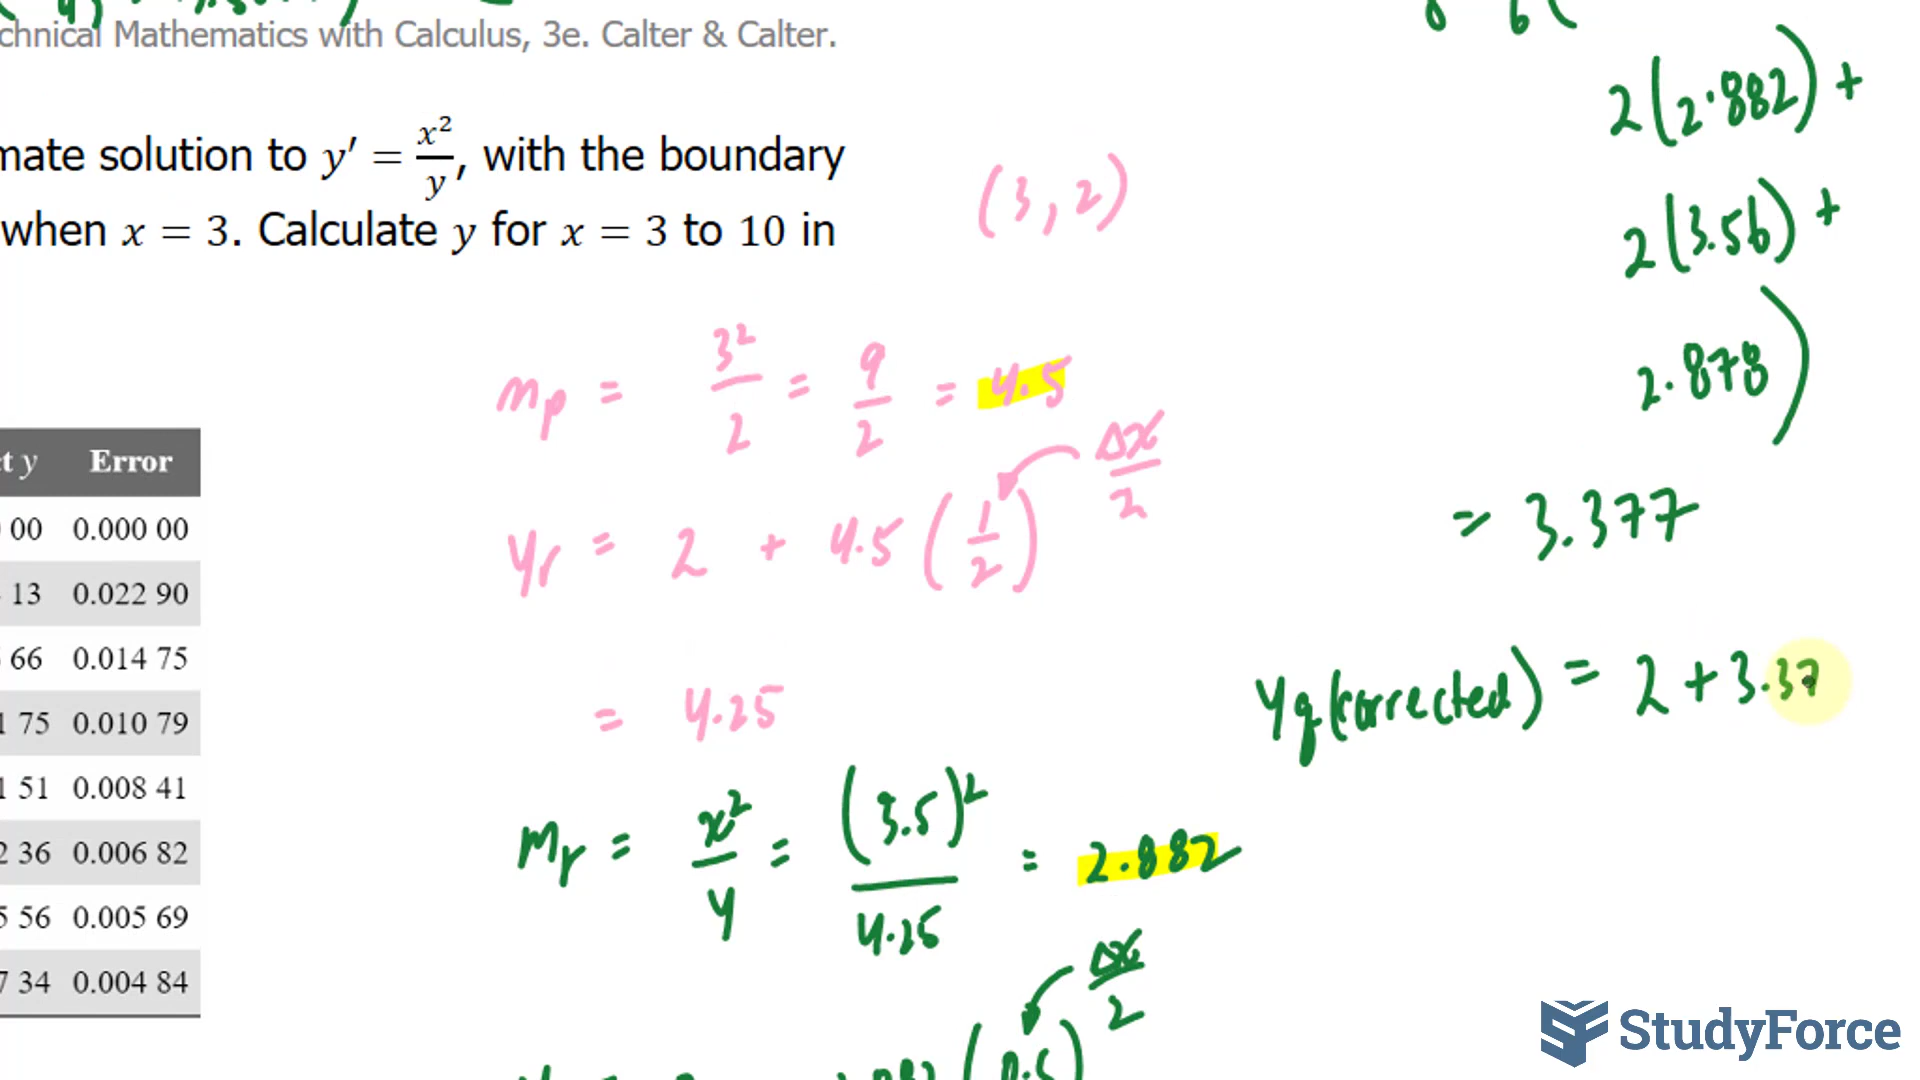 chnical Mathematics with Calculus, 3e. Calter & Calter.
mate solution to y′ = x²/y, with the boundary
when x = 3. Calculate y for x = 3 to 10 in
(3, 2)
t y Error
00 0.000 00
13 0.022 90
66 0.014 75
1 75 0.010 79
1 51 0.008 41
2 36 0.006 82
5 56 0.005 69
7 34 0.004 84
mp = 3²/2 = 9/2 = 4.5
Δx/2
yr = 2 + 4.5 (1/2)
= 4.25
mr = x²/y = (3.5)²/4.25 = 2.882
Δx/2
2(2.882) +
2(3.56) +
2.878)
= 3.377
yq(corrected) = 2 + 3.37
StudyForce